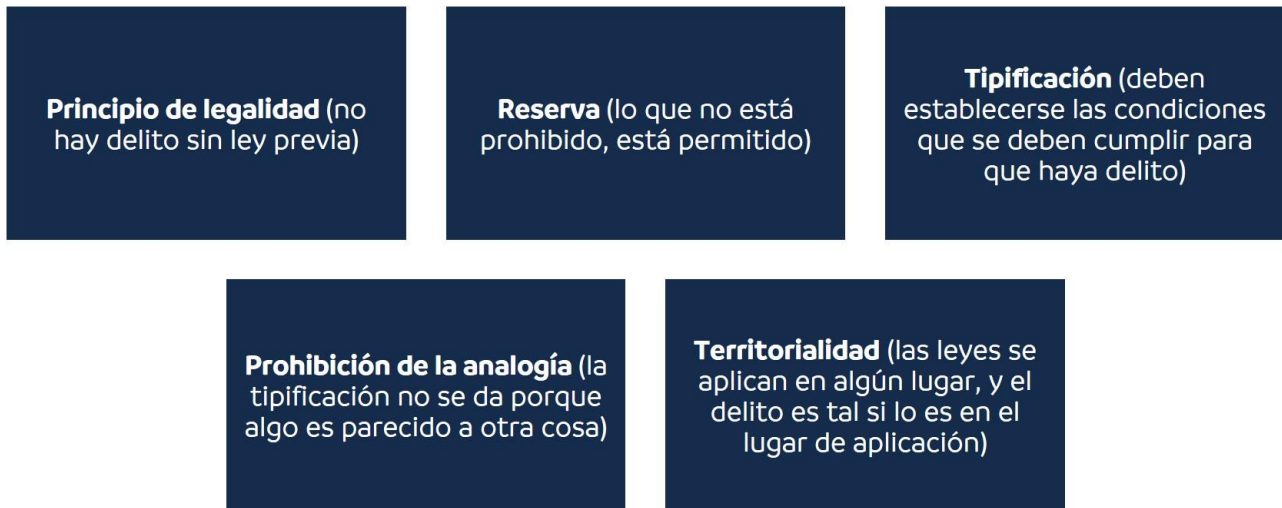 Principio de legalidad (no
hay delito sin ley previa)
Reserva (lo que no está
prohibido, está permitido)
Tipificación (deben
establecerse las condiciones
que se deben cumplir para
que haya delito)
Prohibición de la analogía (la
tipificación no se da porque
algo es parecido a otra cosa)
Territorialidad (las leyes se
aplican en algún lugar, y el
delito es tal si lo es en el
lugar de aplicación)